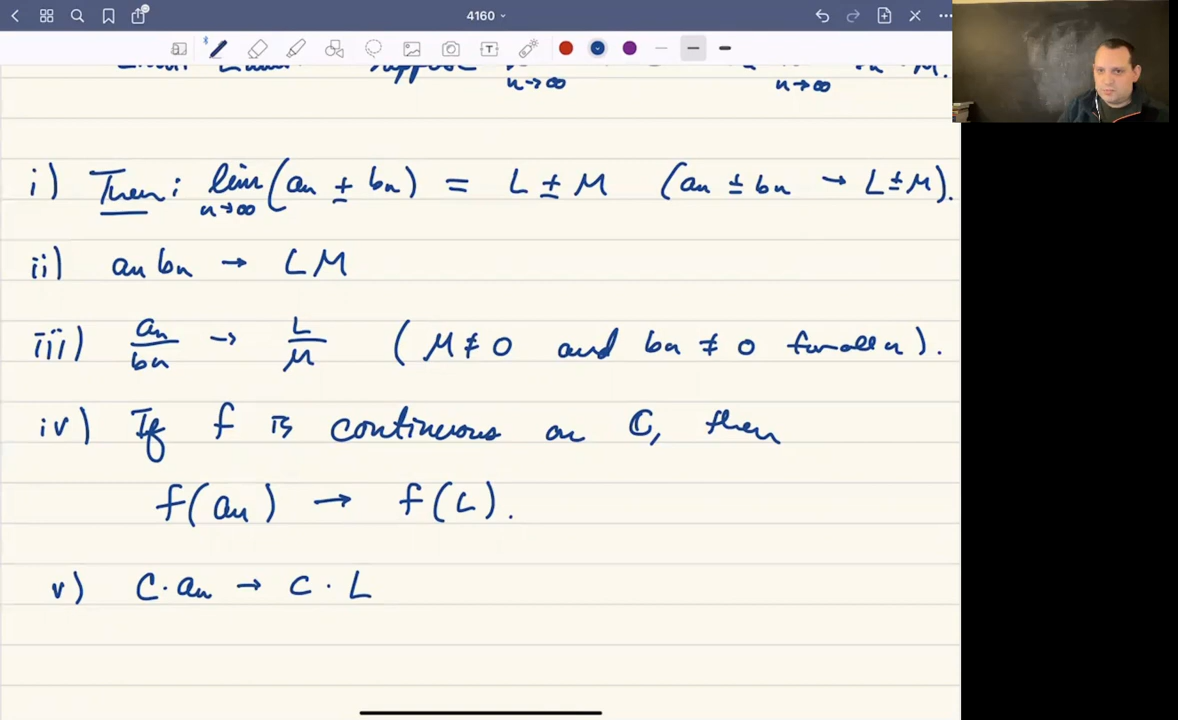 4160
Suppose
n→∞ n→∞ M.
i) Then: lim (an ± bn) = L ± M (an ± bn → L ± M).
n→∞
ii) an bn → LM
iii) an/bn → L/M (M ≠ 0 and bn ≠ 0 for all n).
iv) If f is continuous on ℂ, then
f(an) → f(L).
v) C·an → C·L